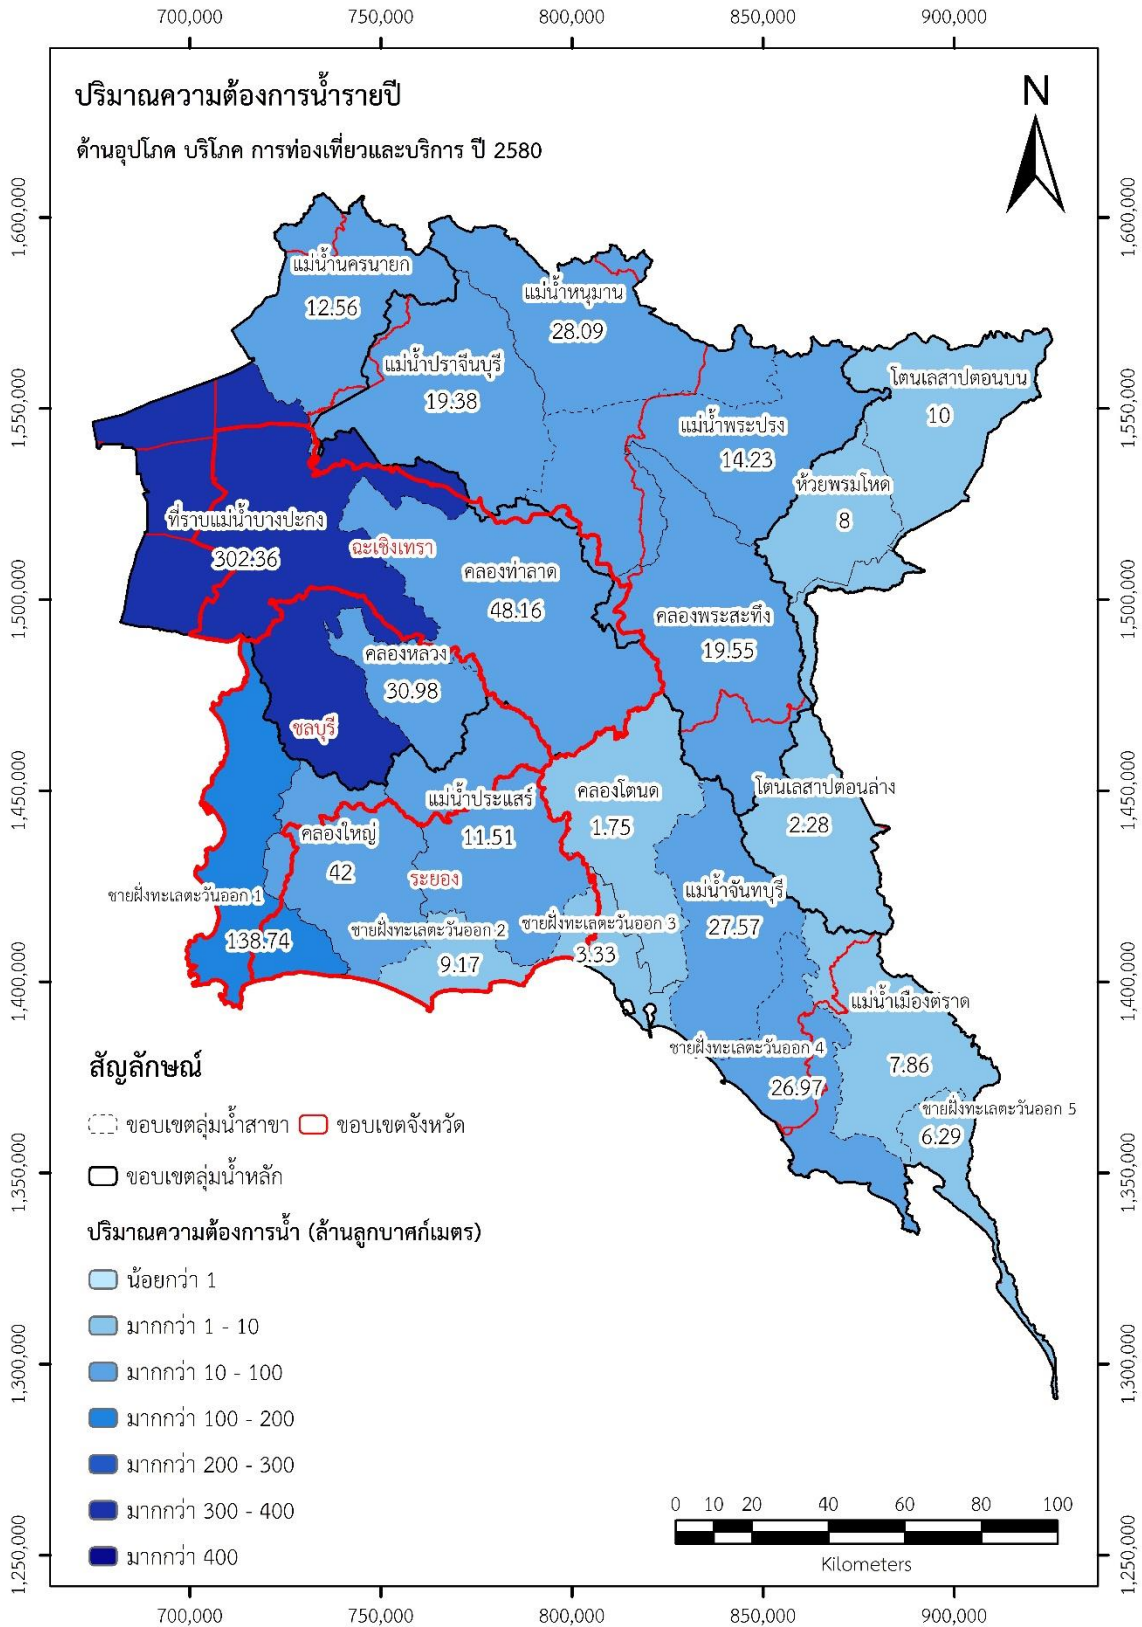 700,000 750,000 800,000 850,000 900,000
ปริมาณความต้องการน้ำรายปี
ด้านอุปโภค บริโภค การท่องเที่ยวและบริการ ปี 2580
N
1,600,000 1,600,000
1,550,000 1,550,000
1,500,000 1,500,000
1,450,000 1,450,000
1,400,000 1,400,000
1,350,000 1,350,000
1,300,000 1,300,000
1,250,000 1,250,000
แม่น้ำนครนายก
12.56
แม่น้ำหนุมาน
28.09
แม่น้ำปราจีนบุรี
19.38
โตนเลสาปตอนบน
10
แม่น้ำพระปรง
14.23
ห้วยพรมโหด
8
ที่ราบแม่น้ำบางปะกง
302.36
ฉะเชิงเทรา
คลองท่าลาด
48.16
คลองพระสะทึง
19.55
คลองหลวง
30.98
ชลบุรี
แม่น้ำประแสร์
11.51
คลองโตนด
1.75
โตนเลสาปตอนล่าง
2.28
คลองใหญ่
42
ระยอง
แม่น้ำจันทบุรี
27.57
ชายฝั่งทะเลตะวันออก 1
138.74
ชายฝั่งทะเลตะวันออก 2
9.17
ชายฝั่งทะเลตะวันออก 3
3.33
แม่น้ำเมืองตราด
7.86
ชายฝั่งทะเลตะวันออก 4
26.97
ชายฝั่งทะเลตะวันออก 5
6.29
สัญลักษณ์
ขอบเขตลุ่มน้ำสาขา ขอบเขตจังหวัด
ขอบเขตลุ่มน้ำหลัก
ปริมาณความต้องการน้ำ (ล้านลูกบาศก์เมตร)
น้อยกว่า 1
มากกว่า 1 - 10
มากกว่า 10 - 100
มากกว่า 100 - 200
มากกว่า 200 - 300
มากกว่า 300 - 400
มากกว่า 400
0 10 20 40 60 80 100
Kilometers
700,000 750,000 800,000 850,000 900,000